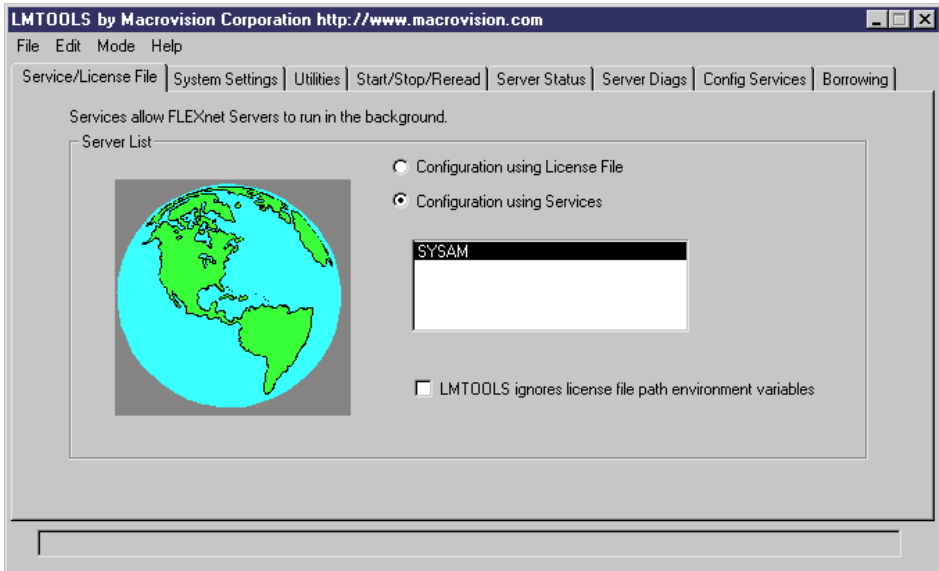 LMTOOLS by Macrovision Corporation http://www.macrovision.com
File Edit Mode Help
Service/License File System Settings Utilities Start/Stop/Reread Server Status Server Diags Config Services Borrowing
Services allow FLEXnet Servers to run in the background.
Server List
Configuration using License File
Configuration using Services
SYSAM
LMTOOLS ignores license file path environment variables